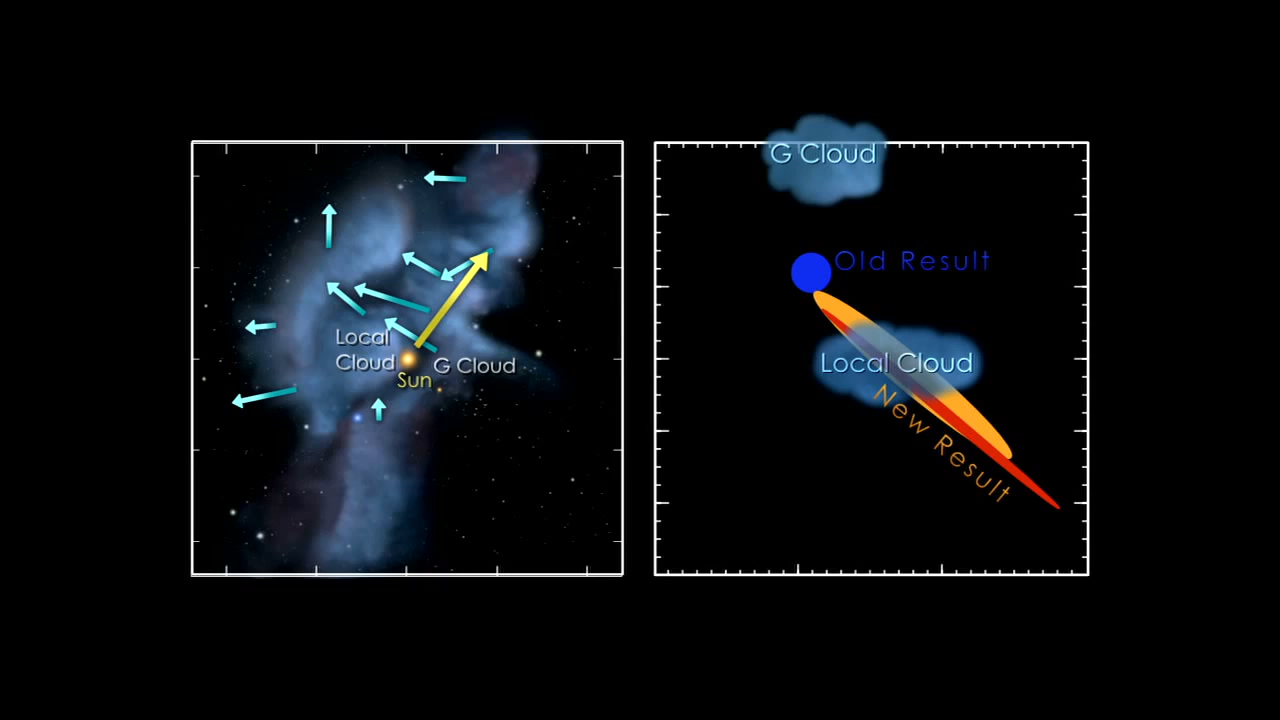 Local
Cloud
G Cloud
Sun
G Cloud
Old Result
Local Cloud
New Result